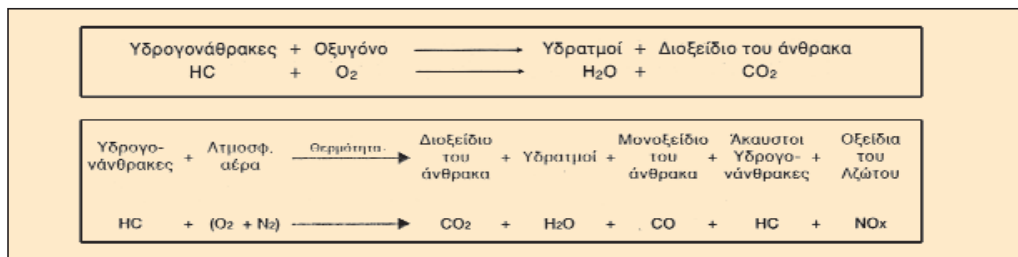 Υδρογονάθρακες + Οξυγόνο → Υδρατμοί + Διοξείδιο του άνθρακα
HC + O₂ → H₂O + CO₂
Υδρογο- Ατμοσφ. Θερμότητα Διοξείδιο Μονοξείδιο Άκαυστοι Οξείδια
νάνθρακες + αέρα → του + Υδρατμοί + του + Υδρογο- + του
άνθρακα άνθρακα νάνθρακες Αζώτου
HC + (O₂ + N₂) → CO₂ + H₂O + CO + HC + NOx